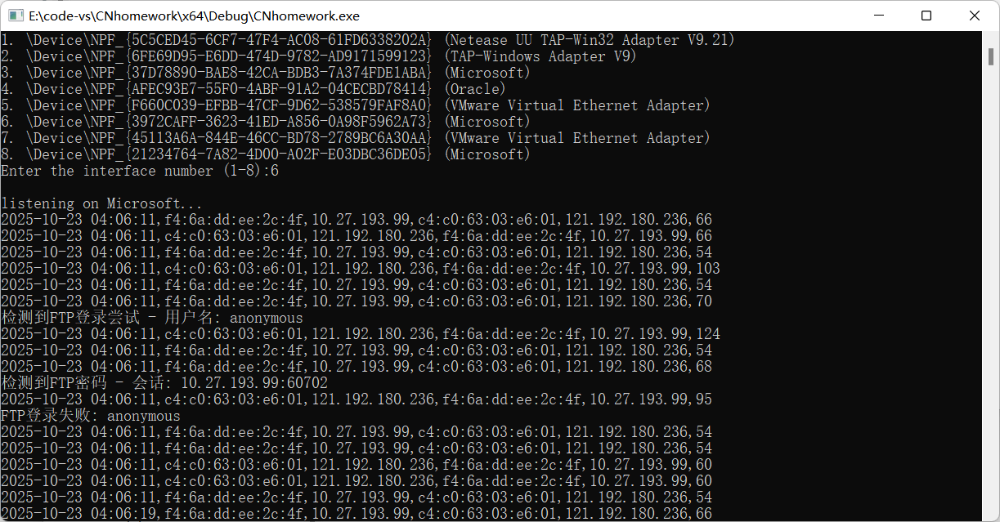 E:\code-vs\CNhomework\x64\Debug\CNhomework.exe
1. \Device\NPF_{5C5CED45-6CF7-47F4-AC08-61FD6338202A} (Netease UU TAP-Win32 Adapter V9.21)
2. \Device\NPF_{6FE69D95-E6DD-474D-9782-AD9171599123} (TAP-Windows Adapter V9)
3. \Device\NPF_{37D78890-BAE8-42CA-BDB3-7A374FDE1ABA} (Microsoft)
4. \Device\NPF_{AFEC93E7-55F0-4ABF-91A2-04CECBD78414} (Oracle)
5. \Device\NPF_{F660C039-EFBB-47CF-9D62-538579FAF8A0} (VMware Virtual Ethernet Adapter)
6. \Device\NPF_{3972CAFF-3623-41ED-A856-0A98F5962A73} (Microsoft)
7. \Device\NPF_{45113A6A-844E-46CC-BD78-2789BC6A30AA} (VMware Virtual Ethernet Adapter)
8. \Device\NPF_{21234764-7A82-4D00-A02F-E03DBC36DE05} (Microsoft)
Enter the interface number (1-8):6
listening on Microsoft...
2025-10-23 04:06:11,f4:6a:dd:ee:2c:4f,10.27.193.99,c4:c0:63:03:e6:01,121.192.180.236,66
2025-10-23 04:06:11,c4:c0:63:03:e6:01,121.192.180.236,f4:6a:dd:ee:2c:4f,10.27.193.99,66
2025-10-23 04:06:11,f4:6a:dd:ee:2c:4f,10.27.193.99,c4:c0:63:03:e6:01,121.192.180.236,54
2025-10-23 04:06:11,c4:c0:63:03:e6:01,121.192.180.236,f4:6a:dd:ee:2c:4f,10.27.193.99,103
2025-10-23 04:06:11,f4:6a:dd:ee:2c:4f,10.27.193.99,c4:c0:63:03:e6:01,121.192.180.236,54
2025-10-23 04:06:11,f4:6a:dd:ee:2c:4f,10.27.193.99,c4:c0:63:03:e6:01,121.192.180.236,70
检测到FTP登录尝试 - 用户名: anonymous
2025-10-23 04:06:11,c4:c0:63:03:e6:01,121.192.180.236,f4:6a:dd:ee:2c:4f,10.27.193.99,124
2025-10-23 04:06:11,f4:6a:dd:ee:2c:4f,10.27.193.99,c4:c0:63:03:e6:01,121.192.180.236,54
2025-10-23 04:06:11,f4:6a:dd:ee:2c:4f,10.27.193.99,c4:c0:63:03:e6:01,121.192.180.236,68
检测到FTP密码 - 会话: 10.27.193.99:60702
2025-10-23 04:06:11,c4:c0:63:03:e6:01,121.192.180.236,f4:6a:dd:ee:2c:4f,10.27.193.99,95
FTP登录失败: anonymous
2025-10-23 04:06:11,f4:6a:dd:ee:2c:4f,10.27.193.99,c4:c0:63:03:e6:01,121.192.180.236,54
2025-10-23 04:06:11,f4:6a:dd:ee:2c:4f,10.27.193.99,c4:c0:63:03:e6:01,121.192.180.236,54
2025-10-23 04:06:11,c4:c0:63:03:e6:01,121.192.180.236,f4:6a:dd:ee:2c:4f,10.27.193.99,60
2025-10-23 04:06:11,c4:c0:63:03:e6:01,121.192.180.236,f4:6a:dd:ee:2c:4f,10.27.193.99,60
2025-10-23 04:06:11,f4:6a:dd:ee:2c:4f,10.27.193.99,c4:c0:63:03:e6:01,121.192.180.236,54
2025-10-23 04:06:19,f4:6a:dd:ee:2c:4f,10.27.193.99,c4:c0:63:03:e6:01,121.192.180.236,66